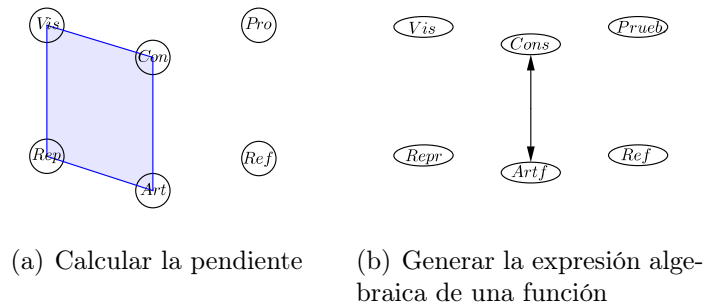 Vis Pro Vis Prueb
Con Cons
Rep Ref Repr Ref
Art Artf
(a) Calcular la pendiente
(b) Generar la expresión alge-
braica de una función